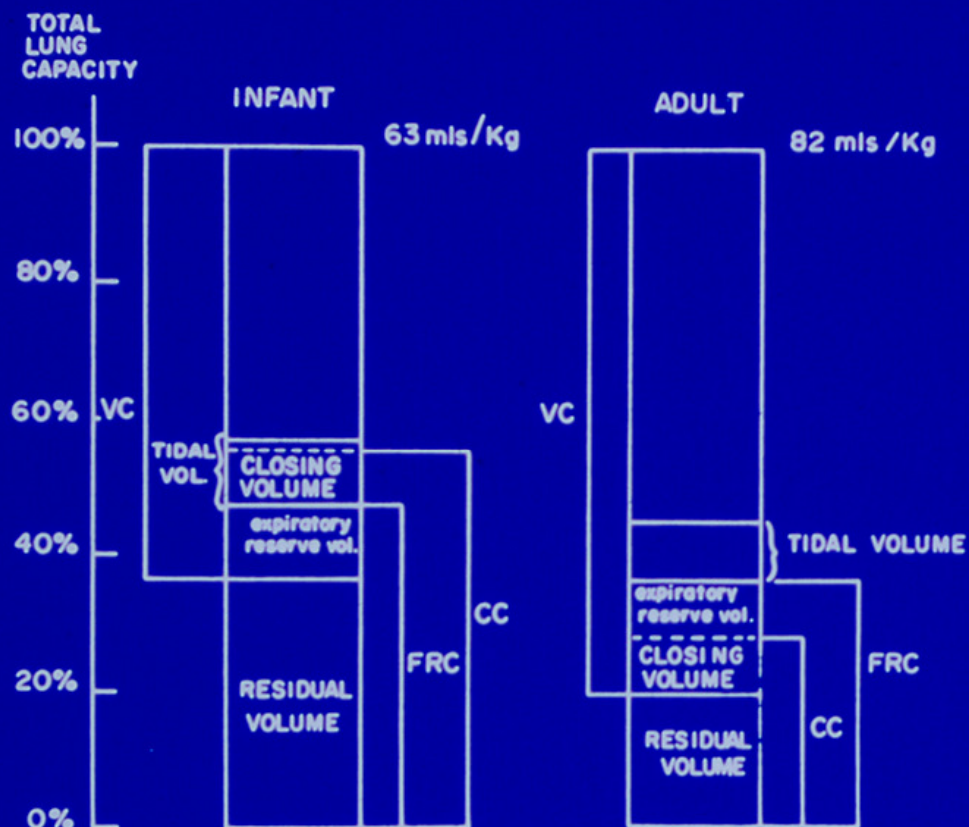 TOTAL
LUNG
CAPACITY
INFANT
ADULT
100%
63 mls/Kg
82 mls/Kg
80%
60%
VC
VC
TIDAL
VOL.
CLOSING
VOLUME
expiratory
reserve vol.
40%
TIDAL VOLUME
expiratory
reserve vol.
CC
FRC
CLOSING
VOLUME
FRC
20%
RESIDUAL
VOLUME
CC
RESIDUAL
VOLUME
0%